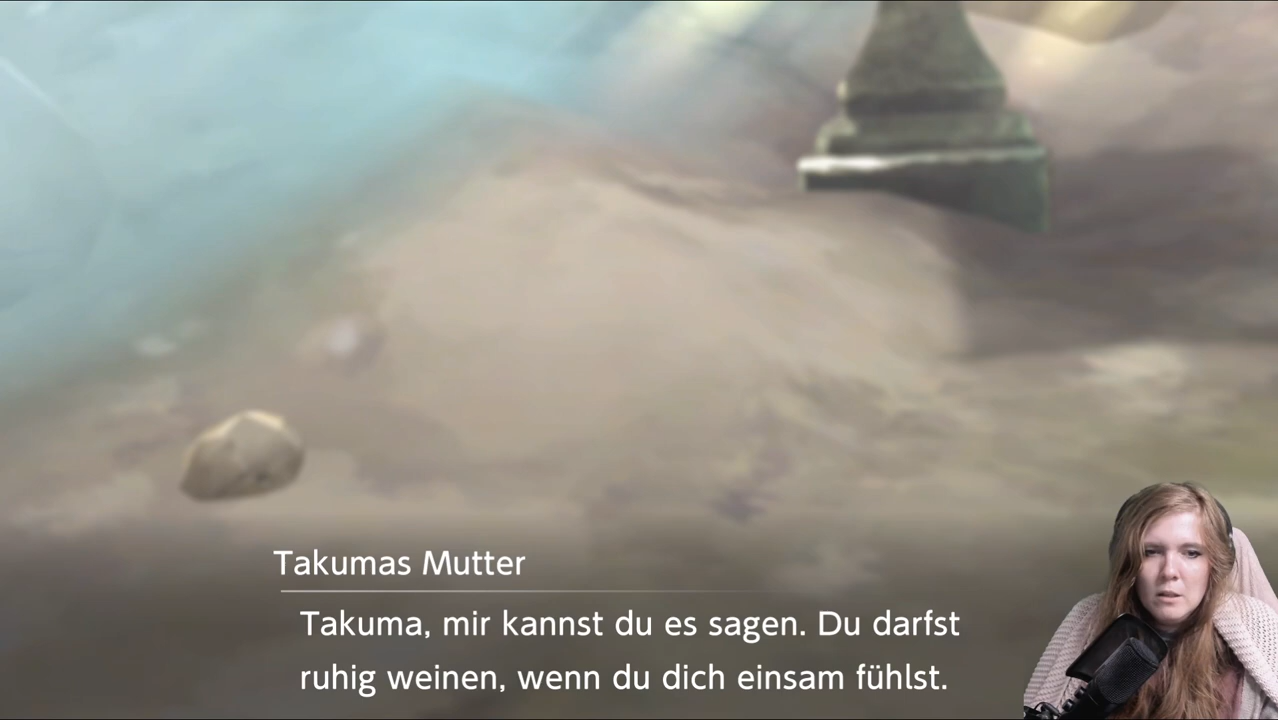 Takumas Mutter
Takuma, mir kannst du es sagen. Du darfst
ruhig weinen, wenn du dich einsam fühlst.